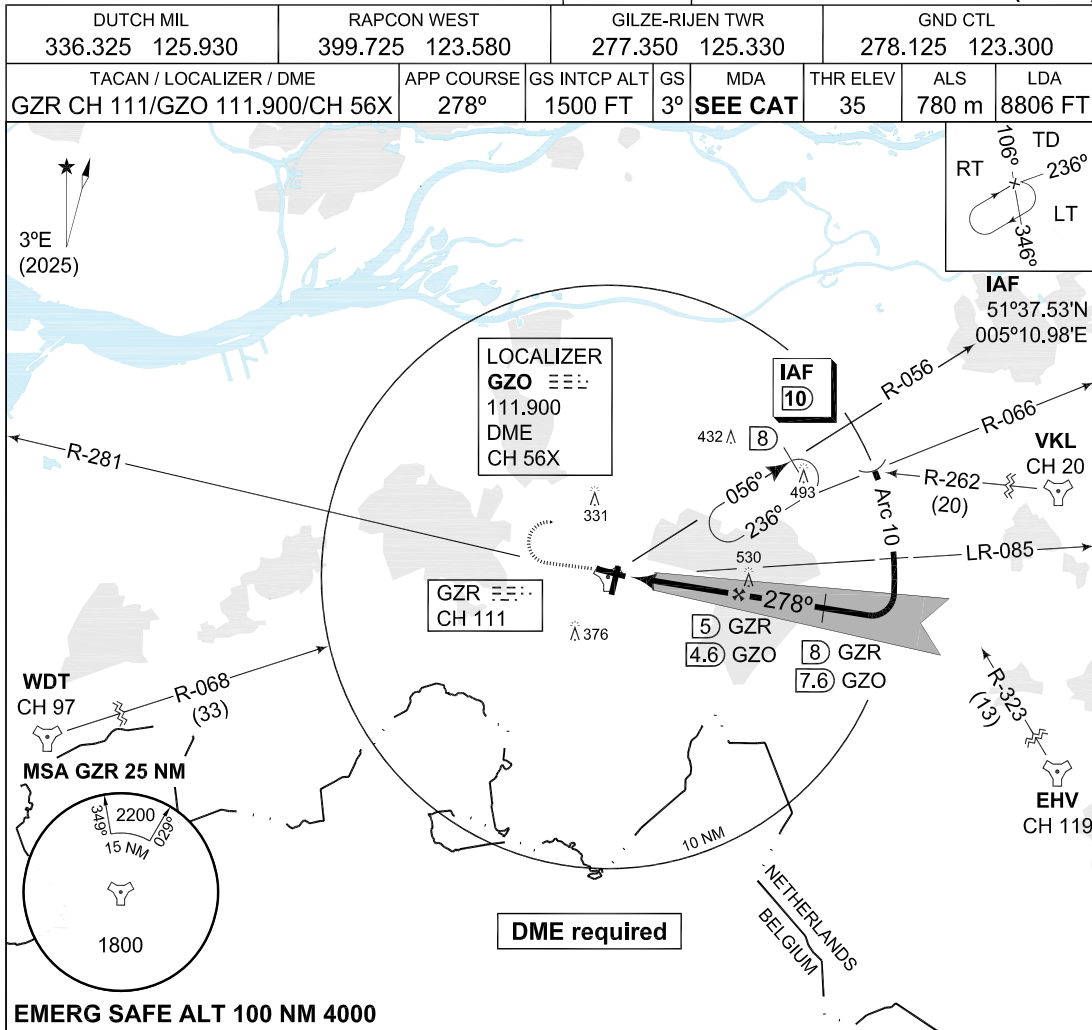 DUTCH MIL
336.325 125.930
RAPCON WEST
399.725 123.580
GILZE-RIJEN TWR
277.350 125.330
GND CTL
278.125 123.300
TACAN / LOCALIZER / DME
GZR CH 111/GZO 111.900/CH 56X
APP COURSE
278º
GS INTCP ALT
1500 FT
GS
3º
MDA
SEE CAT
THR ELEV
35
ALS
780 m
LDA
8806 FT
3ºE
(2025)
106º
TD
236º
RT
LT
346º
IAF
51º37.53'N
005º10.98'E
LOCALIZER
GZO
111.900
DME
CH 56X
IAF
10
R-056
R-066
432
8
VKL
CH 20
R-281
R-262
(20)
056º
493
236º
331
Arc 10
LR-085
530
GZR
CH 111
278º
376
5 GZR
4.6 GZO
8 GZR
7.6 GZO
WDT
CH 97
R-068
(33)
R-323
(13)
EHV
CH 119
MSA GZR 25 NM
349º
2200
029º
15 NM
1800
10 NM
NETHERLANDS
BELGIUM
DME required
EMERG SAFE ALT 100 NM 4000